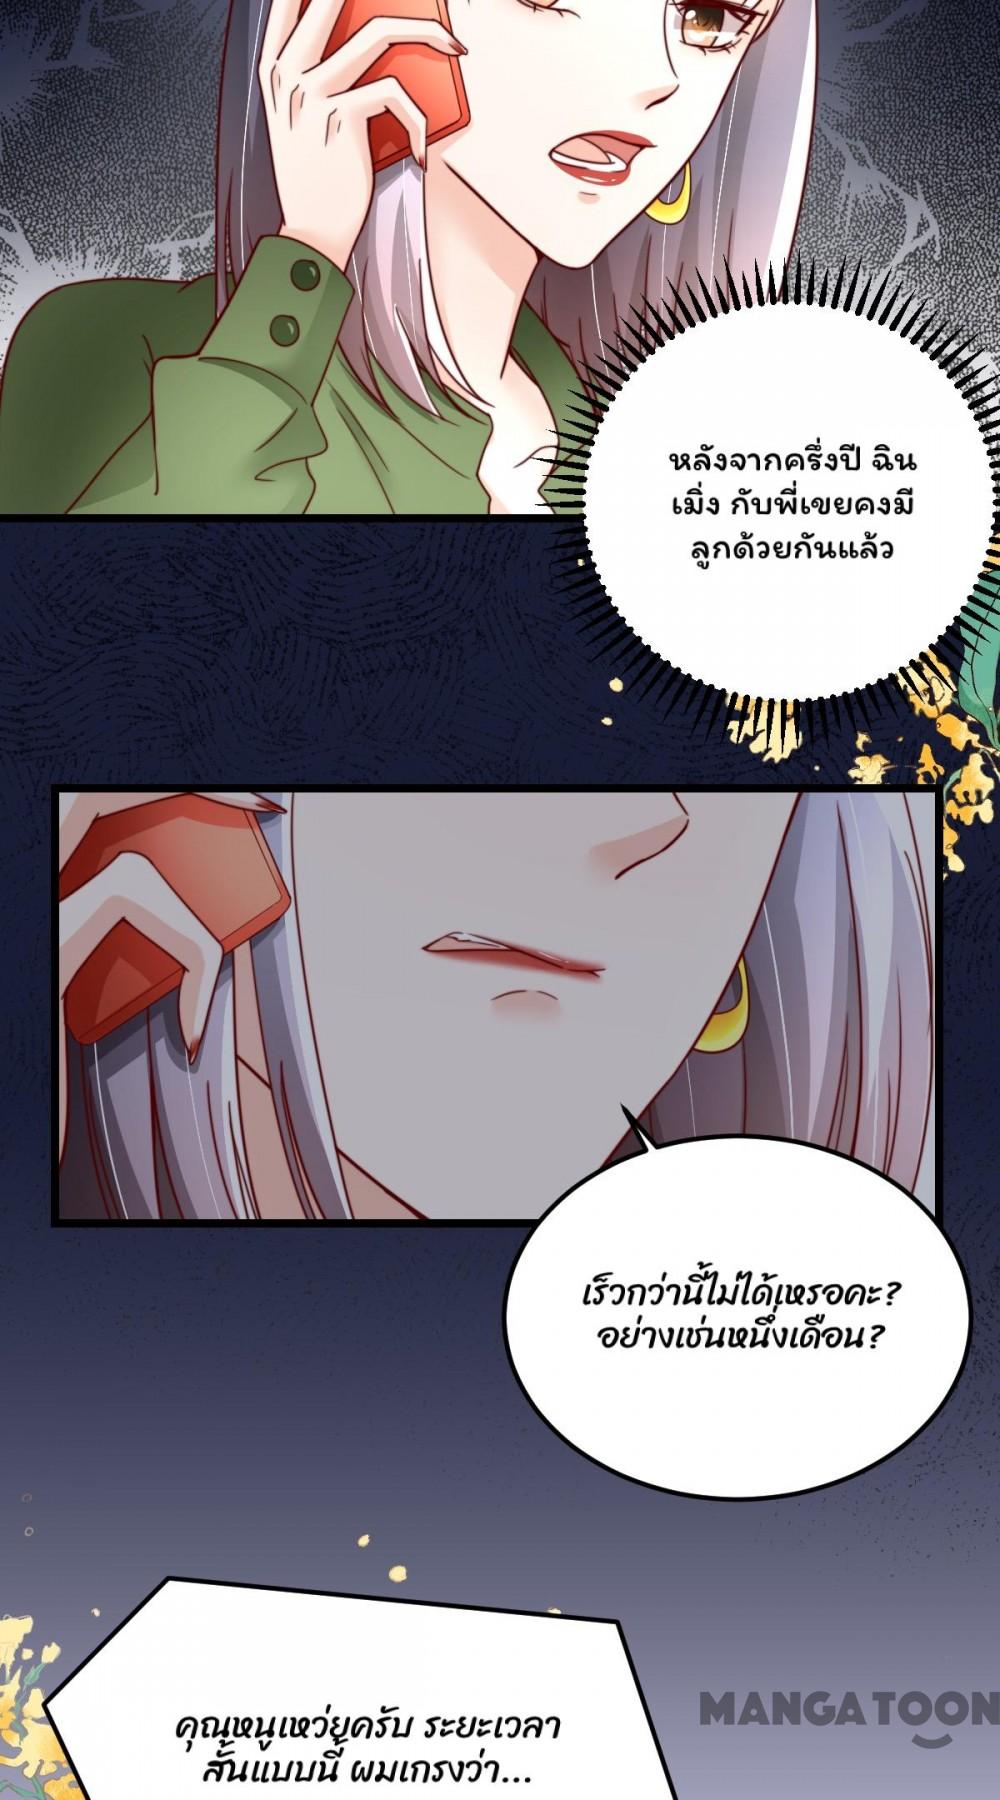 หลังจากครึ่งปี ฉิน
เมิ่ง กับพี่เขยคงมี
ลูกด้วยกันแล้ว
เร็วกว่านี้ไม่ได้เหรอคะ?
อย่างเช่นหนึ่งเดือน?
คุณหนูเหว่ยครับ ระยะเวลา
สั้นแบบนี้ ผมเกรงว่า...
MANGATOON